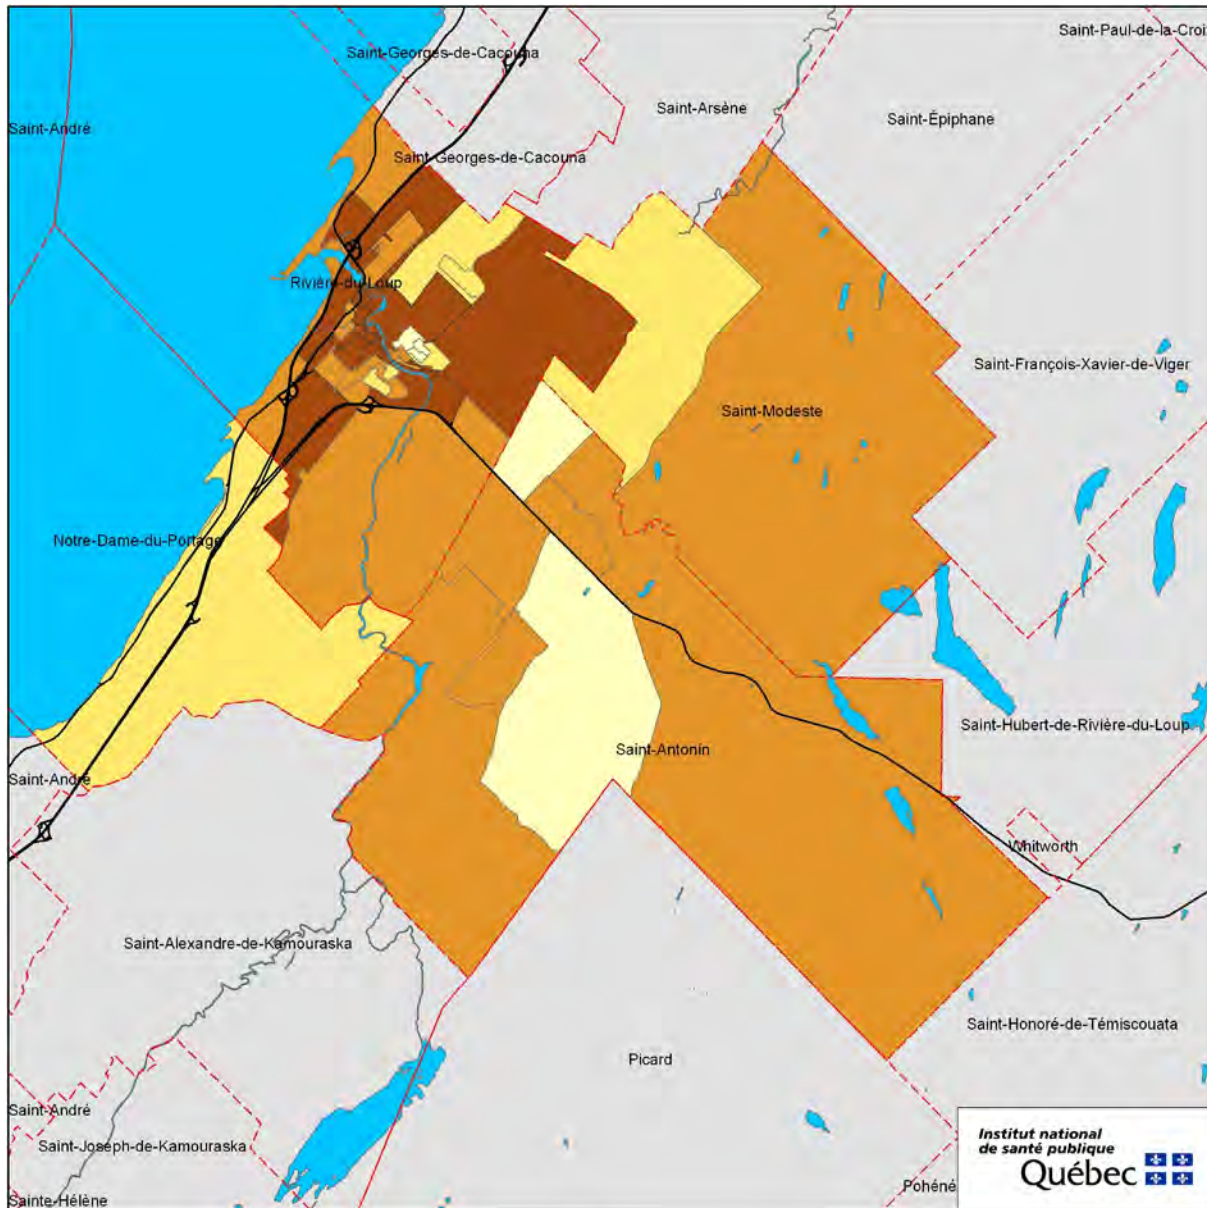 Saint-Paul-de-la-Croi
Saint-Georges-de-Cacouna
Saint-Arsène
Saint-Épiphane
Saint-André
Saint-Georges-de-Cacouna
Rivière-du-Loup
Saint-François-Xavier-de-Viger
Saint-Modeste
Notre-Dame-du-Portage
Saint-Hubert-de-Rivière-du-Loup
Saint-Antonin
Saint-André
Whitworth
Saint-Alexandre-de-Kamouraska
Saint-Honoré-de-Témiscouata
Picard
Saint-André
Saint-Joseph-de-Kamouraska
Institut national
de santé publique
Québec
Pohéné
Sainte-Hélène